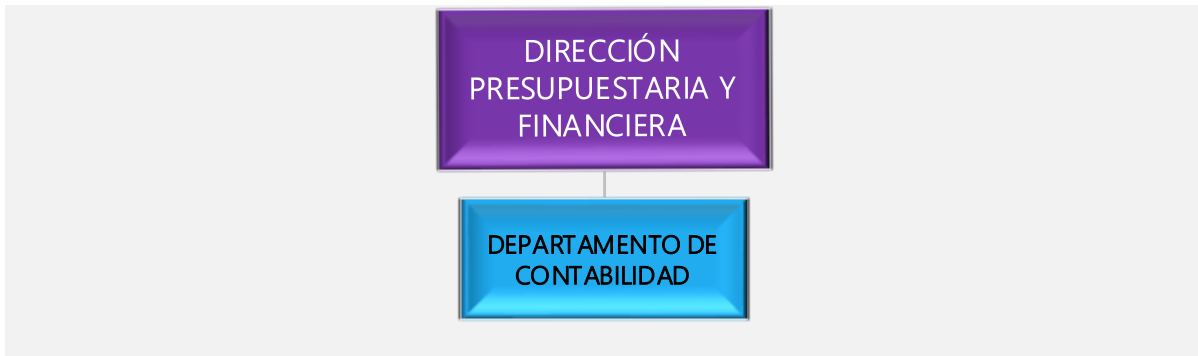 DIRECCIÓN
PRESUPUESTARIA Y
FINANCIERA
DEPARTAMENTO DE
CONTABILIDAD